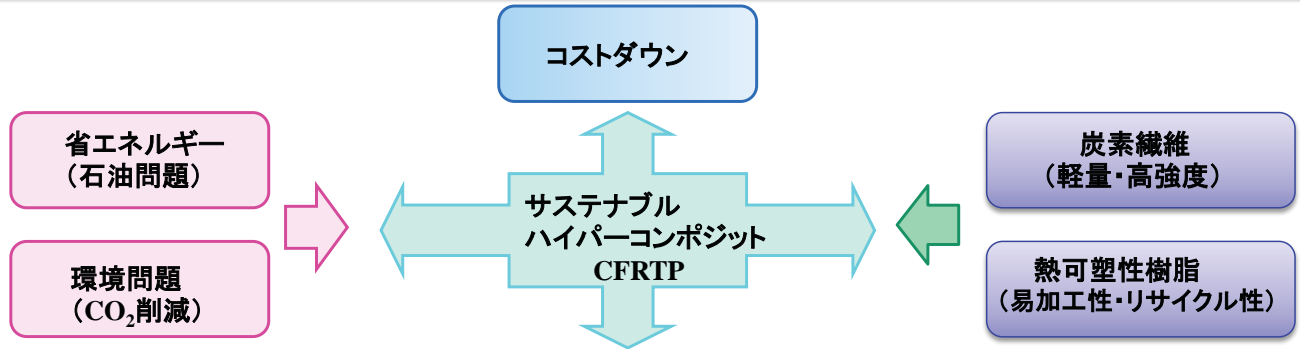 コストダウン
省エネルギー
（石油問題）
環境問題
（CO₂削減）
サステナブル
ハイパーコンポジット
CFRTP
炭素繊維
（軽量・高強度）
熱可塑性樹脂
（易加工性・リサイクル性）